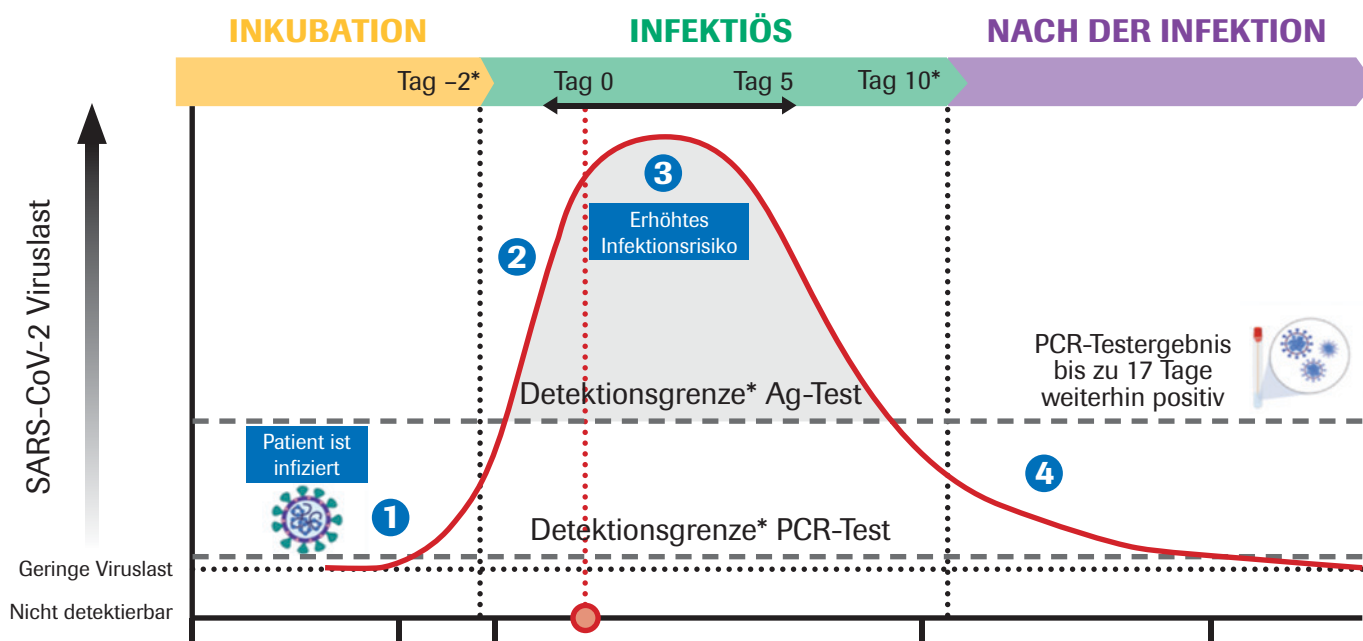 INKUBATION
INFEKTIÖS
NACH DER INFEKTION
Tag –2*
Tag 0
Tag 5
Tag 10*
SARS-CoV-2 Viruslast
3
Erhöhtes
Infektionsrisiko
2
PCR-Testergebnis
bis zu 17 Tage
weiterhin positiv
Detektionsgrenze* Ag-Test
Patient ist
infiziert
4
1
Detektionsgrenze* PCR-Test
Geringe Viruslast
Nicht detektierbar